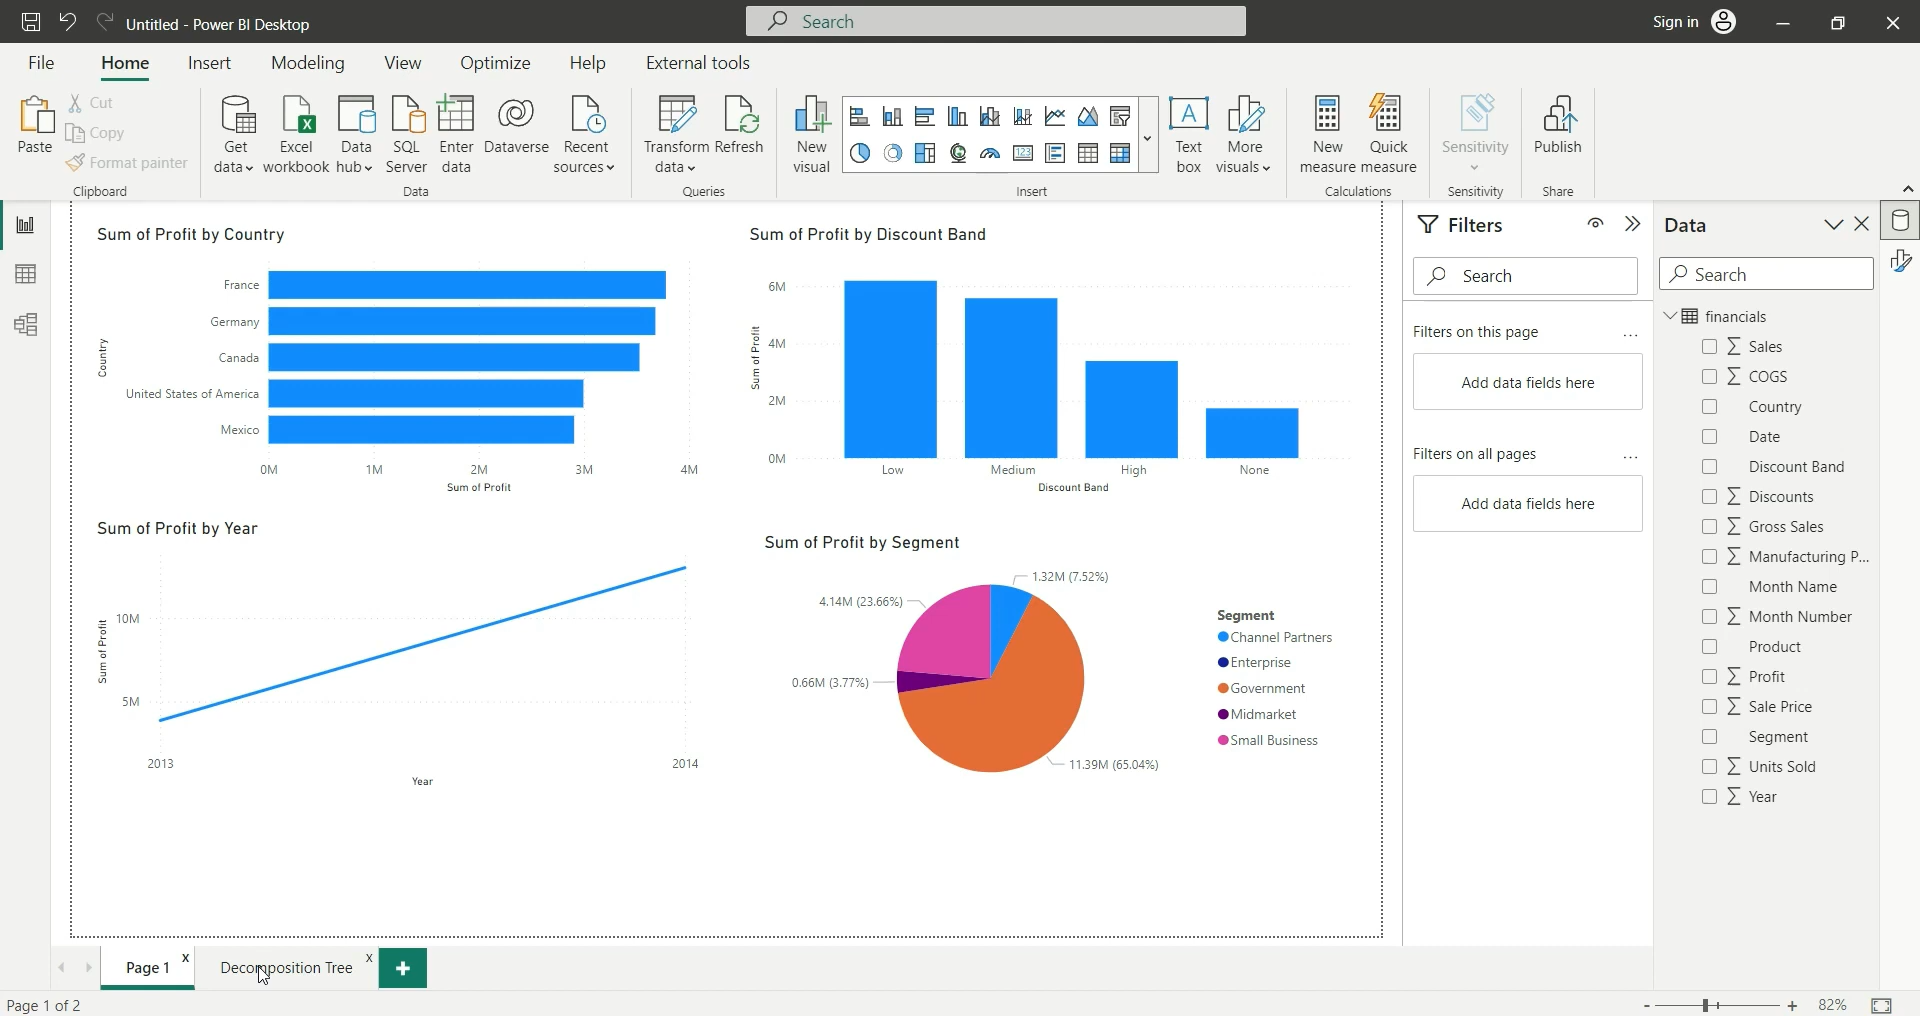 Untitled - Power BI Desktop
Search
Sign in
File Home Insert Modeling View Optimize Help External tools
Paste
Cut
Copy
Format painter
Clipboard
Get data
Excel workbook
Data hub
SQL Server
Enter data
Dataverse
Recent sources
Data
Transform data
Refresh
Queries
New visual
123
A
Text box
More visuals
Insert
New measure
Quick measure
Calculations
Sensitivity
Sensitivity
Publish
Share
Sum of Profit by Country
Country
France
Germany
Canada
United States of America
Mexico
0M 1M 2M 3M 4M
Sum of Profit
Sum of Profit by Discount Band
Sum of Profit
6M
4M
2M
0M
Low Medium High None
Discount Band
Sum of Profit by Year
Sum of Profit
10M
5M
2013 2014
Year
Sum of Profit by Segment
1.32M (7.52%)
4.14M (23.66%)
0.66M (3.77%)
11.39M (65.04%)
Segment
Channel Partners
Enterprise
Government
Midmarket
Small Business
Filters
Search
Filters on this page ...
Add data fields here
Filters on all pages ...
Add data fields here
Data
Search
financials
Σ Sales
Σ COGS
Country
Date
Discount Band
Σ Discounts
Σ Gross Sales
Σ Manufacturing P...
Month Name
Σ Month Number
Product
Σ Profit
Σ Sale Price
Segment
Σ Units Sold
Σ Year
Page 1 x
Decomposition Tree x
+
Page 1 of 2
- + 82%